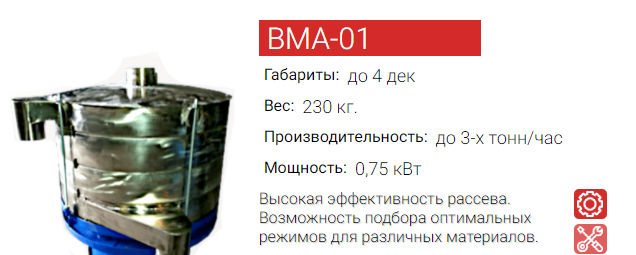 ВМА-01
Габариты: до 4 дек
Вес: 230 кг.
Производительность: до 3-х тонн/час
Мощность: 0,75 кВт
Высокая эффективность рассева.
Возможность подбора оптимальных
режимов для различных материалов.